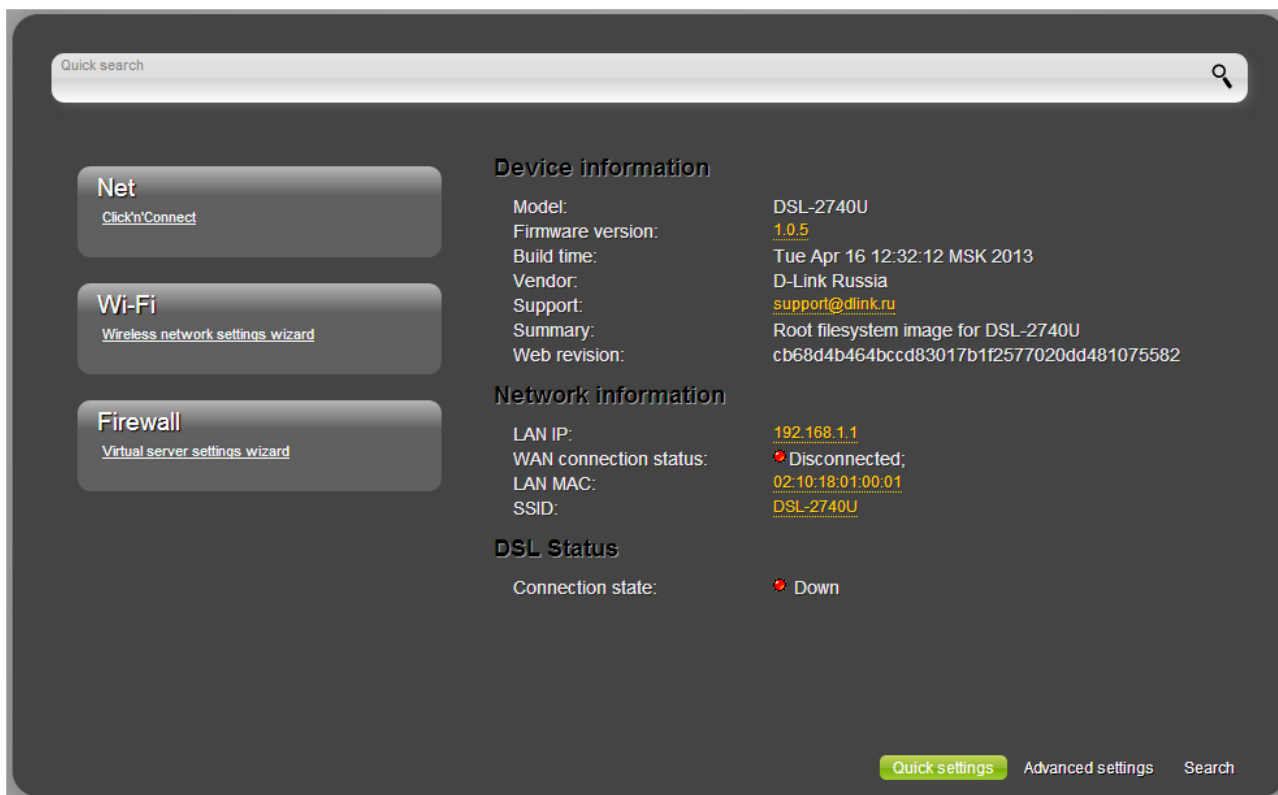 Quick search
Net
Click'n'Connect
Wi-Fi
Wireless network settings wizard
Firewall
Virtual server settings wizard
Device information
Model: DSL-2740U
Firmware version: 1.0.5
Build time: Tue Apr 16 12:32:12 MSK 2013
Vendor: D-Link Russia
Support: support@dlink.ru
Summary: Root filesystem image for DSL-2740U
Web revision: cb68d4b464bccd83017b1f2577020dd481075582
Network information
LAN IP: 192.168.1.1
WAN connection status: Disconnected;
LAN MAC: 02:10:18:01:00:01
SSID: DSL-2740U
DSL Status
Connection state: Down
Quick settings Advanced settings Search